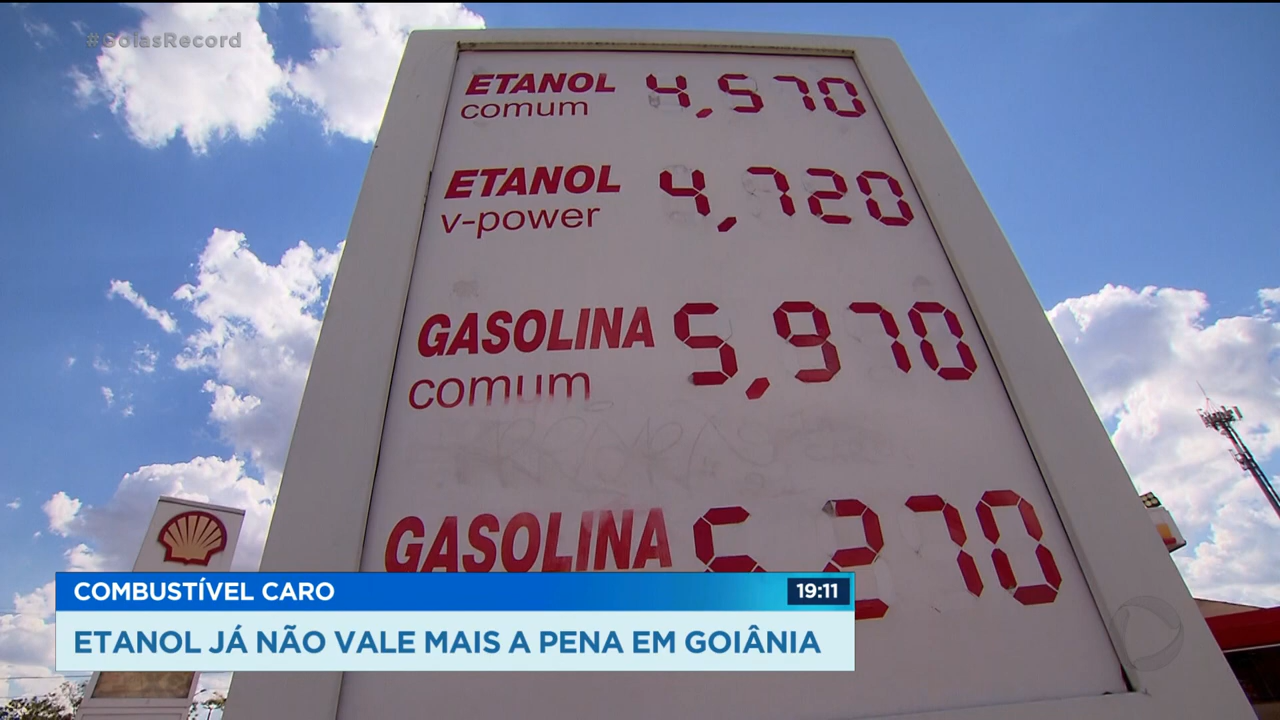 #GoiásRecord
ETANOL 4,570
comum
ETANOL 4,720
v-power
GASOLINA 5,970
comum
GASOLINA
COMBUSTÍVEL CARO 19:11
ETANOL JÁ NÃO VALE MAIS A PENA EM GOIÂNIA